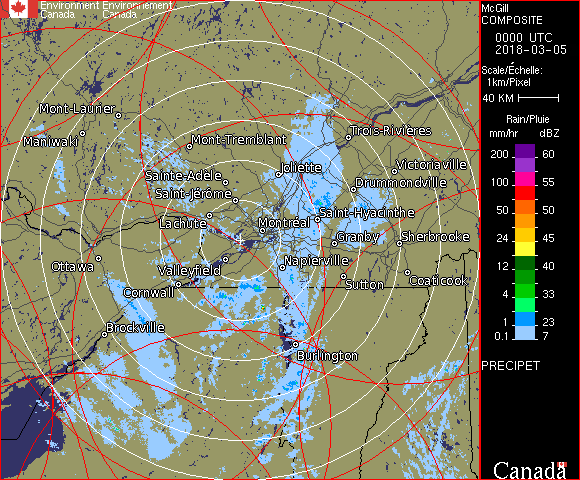 Environment Environnement
Canada Canada
McGill
COMPOSITE
0000 UTC
2018-03-05
Scale/Échelle:
1km/Pixel
40 KM
Rain/Pluie
mm/hr dBZ
200 60
100 55
50 50
24 45
12 40
4 33
1 23
0.1 7
PRECIPET
Canada
Mont-Laurier
Maniwaki
Mont-Tremblant
Trois-Rivières
Sainte-Adèle
Joliette
Victoriaville
Saint-Jérôme
Drummondville
Lachute
Saint-Hyacinthe
Montréal
Granby
Sherbrooke
Ottawa
Valleyfield
Napierville
Cornwall
Sutton
Coaticook
Brockville
Burlington